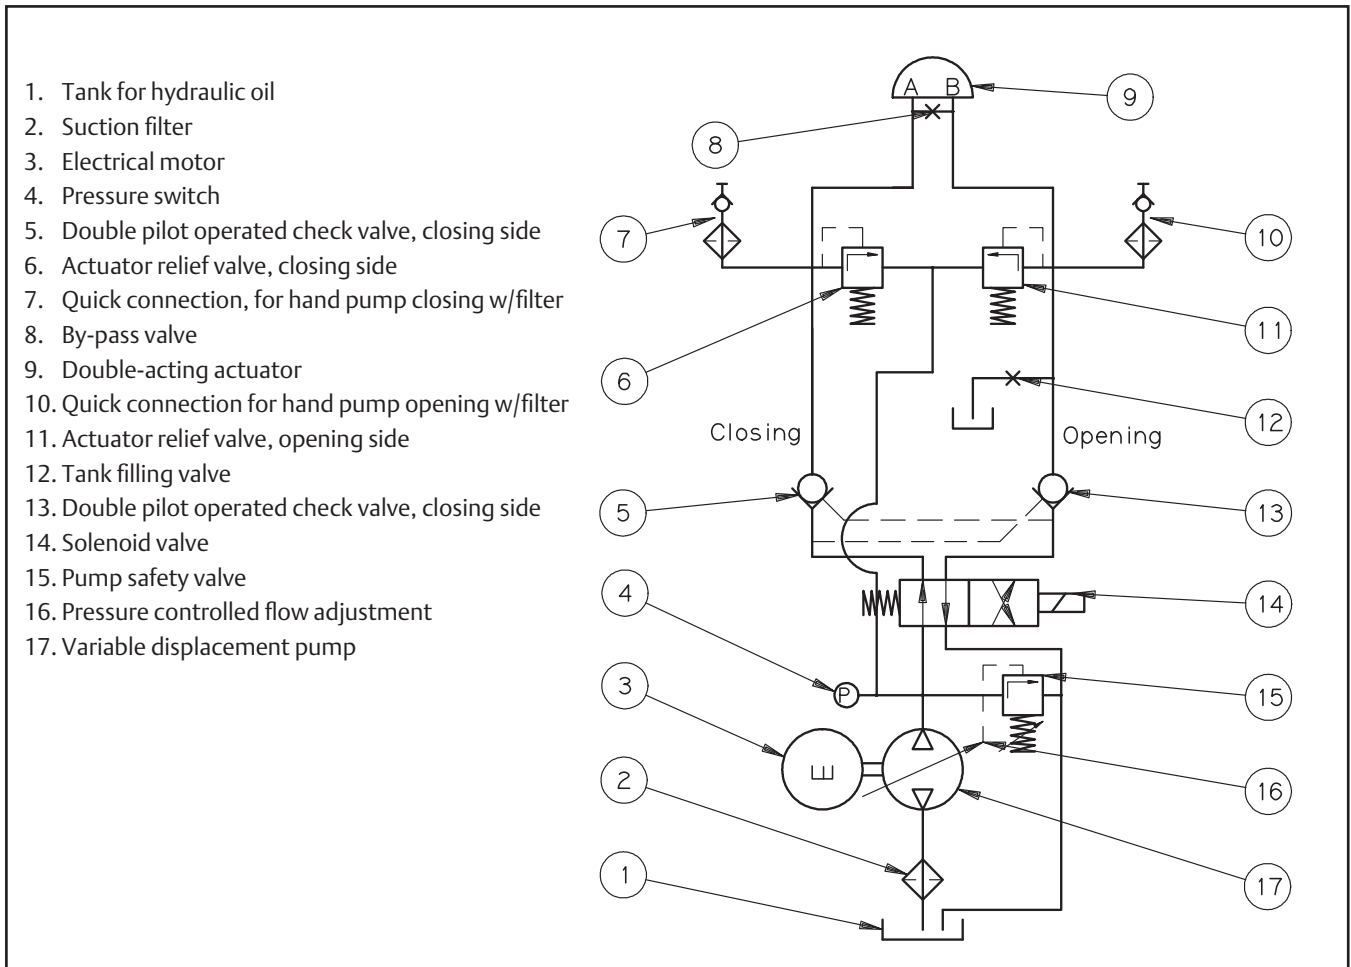 1. Tank for hydraulic oil
2. Suction filter
3. Electrical motor
4. Pressure switch
5. Double pilot operated check valve, closing side
6. Actuator relief valve, closing side
7. Quick connection, for hand pump closing w/filter
8. By-pass valve
9. Double-acting actuator
10. Quick connection for hand pump opening w/filter
11. Actuator relief valve, opening side
12. Tank filling valve
13. Double pilot operated check valve, closing side
14. Solenoid valve
15. Pump safety valve
16. Pressure controlled flow adjustment
17. Variable displacement pump
A B
9
8
7
10
11
6
12
Closing
Opening
5
13
4
14
3
P
15
E
2
16
1
17